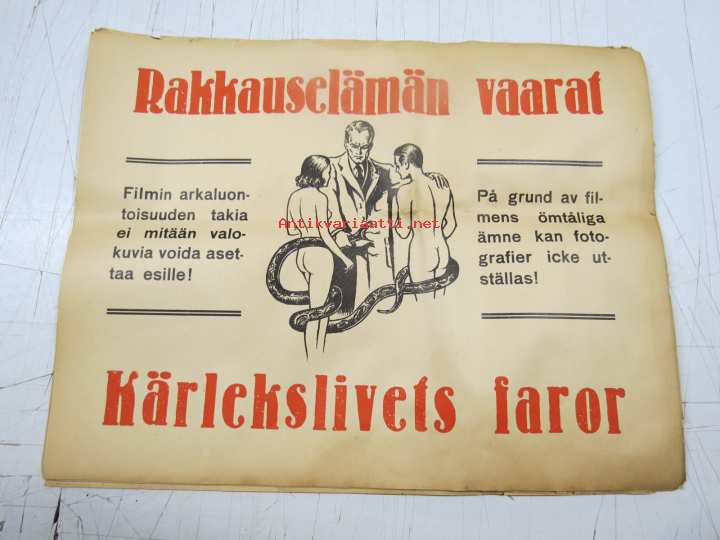 Rakkauselämän vaarat
Filmin arkaluon-
toisuuden takia
ei mitään valo-
kuvia voida aset-
taa esille!
Antikvariaatti.net
På grund av fil-
mens ömtåliga
ämne kan foto-
grafier icke ut-
ställas!
Kärlekslivets faror